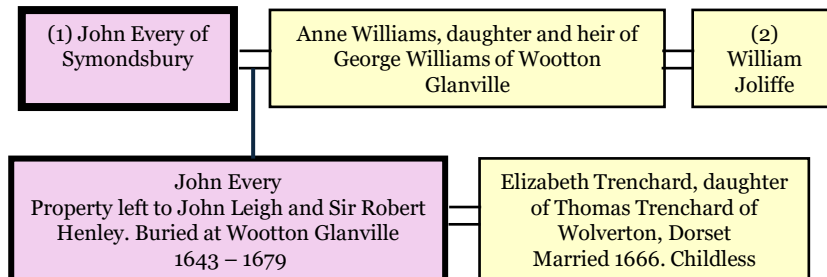 (1) John Every of
Symondsbury
Anne Williams, daughter and heir of
George Williams of Wootton
Glanville
(2)
William
Joliffe
John Every
Property left to John Leigh and Sir Robert
Henley. Buried at Wootton Glanville
1643 – 1679
Elizabeth Trenchard, daughter
of Thomas Trenchard of
Wolverton, Dorset
Married 1666. Childless